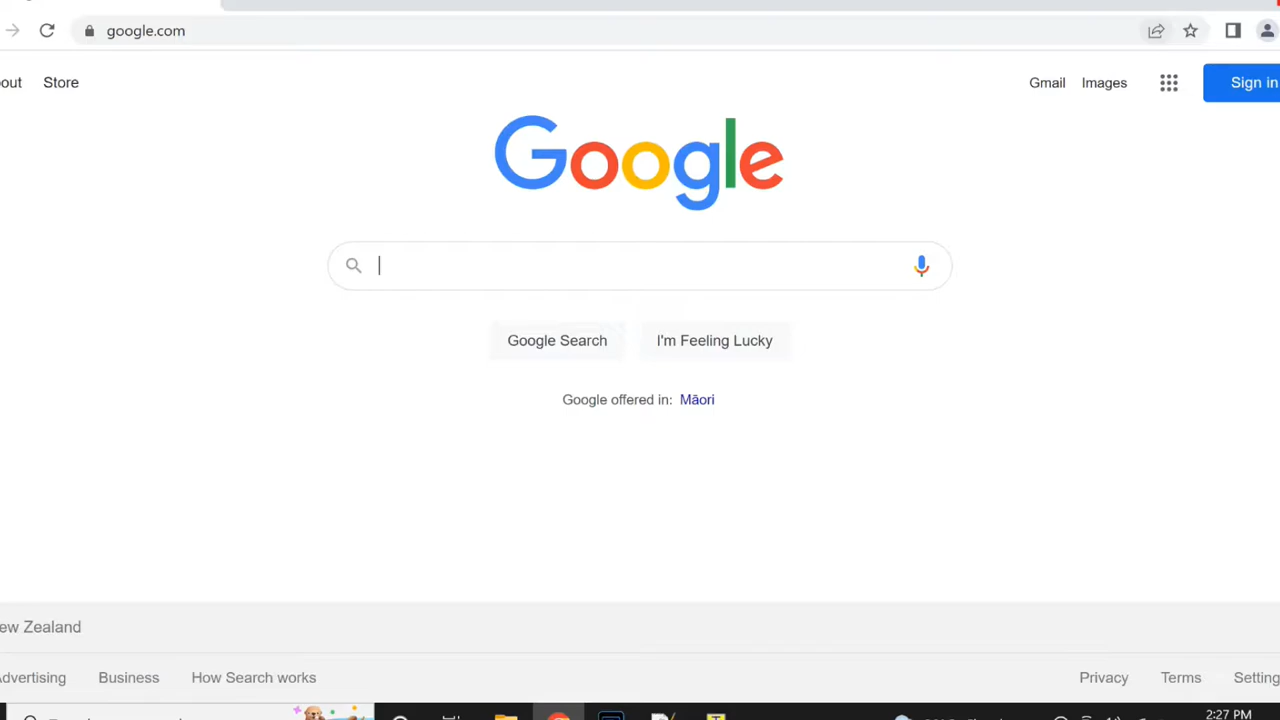 google.com
out Store Gmail Images Sign in
Google
Google Search I'm Feeling Lucky
Google offered in: Māori
ew Zealand
Advertising Business How Search works Privacy Terms Setting
2:27 PM